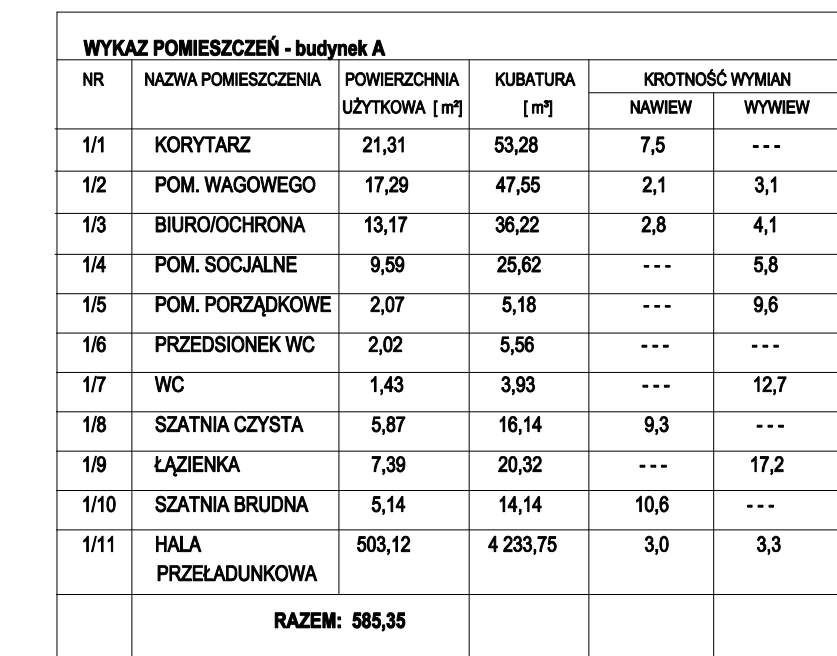 WYKAZ POMIESZCZEŃ - budynek A
NR NAZWA POMIESZCZENIA POWIERZCHNIA KUBATURA KROTNOŚĆ WYMIAN
UŻYTKOWA [ m²] [ m³] NAWIEW WYWIEW
1/1 KORYTARZ 21,31 53,28 7,5 ---
1/2 POM. WAGOWEGO 17,29 47,55 2,1 3,1
1/3 BIURO/OCHRONA 13,17 36,22 2,8 4,1
1/4 POM. SOCJALNE 9,59 25,62 --- 5,8
1/5 POM. PORZĄDKOWE 2,07 5,18 --- 9,6
1/6 PRZEDSIONEK WC 2,02 5,56 --- ---
1/7 WC 1,43 3,93 --- 12,7
1/8 SZATNIA CZYSTA 5,87 16,14 9,3 ---
1/9 ŁĄZIENKA 7,39 20,32 --- 17,2
1/10 SZATNIA BRUDNA 5,14 14,14 10,6 ---
1/11 HALA 503,12 4 233,75 3,0 3,3
PRZEŁADUNKOWA
RAZEM: 585,35